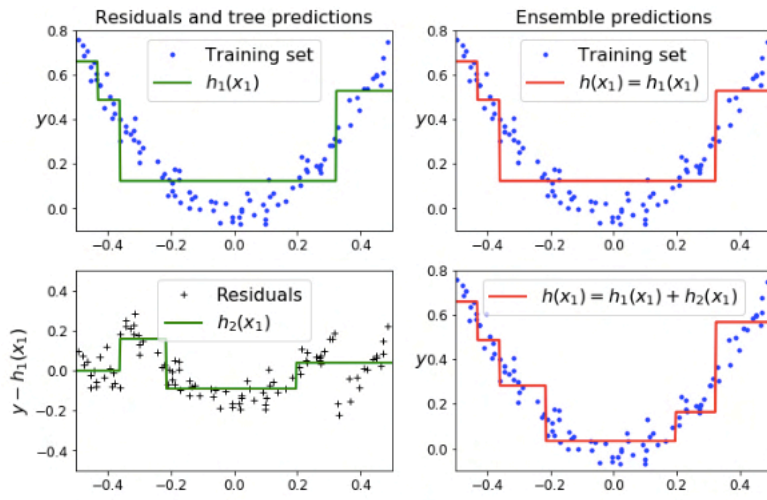 Residuals and tree predictions
Ensemble predictions
0.8
0.6
y
0.4
0.2
0.0
−0.4 −0.2 0.0 0.2 0.4
Training set
h₁(x₁)
0.8
0.6
y
0.4
0.2
0.0
−0.4 −0.2 0.0 0.2 0.4
Training set
h(x₁) = h₁(x₁)
y − h₁(x₁)
0.4
0.2
0.0
−0.2
−0.4
−0.4 −0.2 0.0 0.2 0.4
Residuals
h₂(x₁)
0.8
0.6
y
0.4
0.2
0.0
−0.4 −0.2 0.0 0.2 0.4
h(x₁) = h₁(x₁) + h₂(x₁)